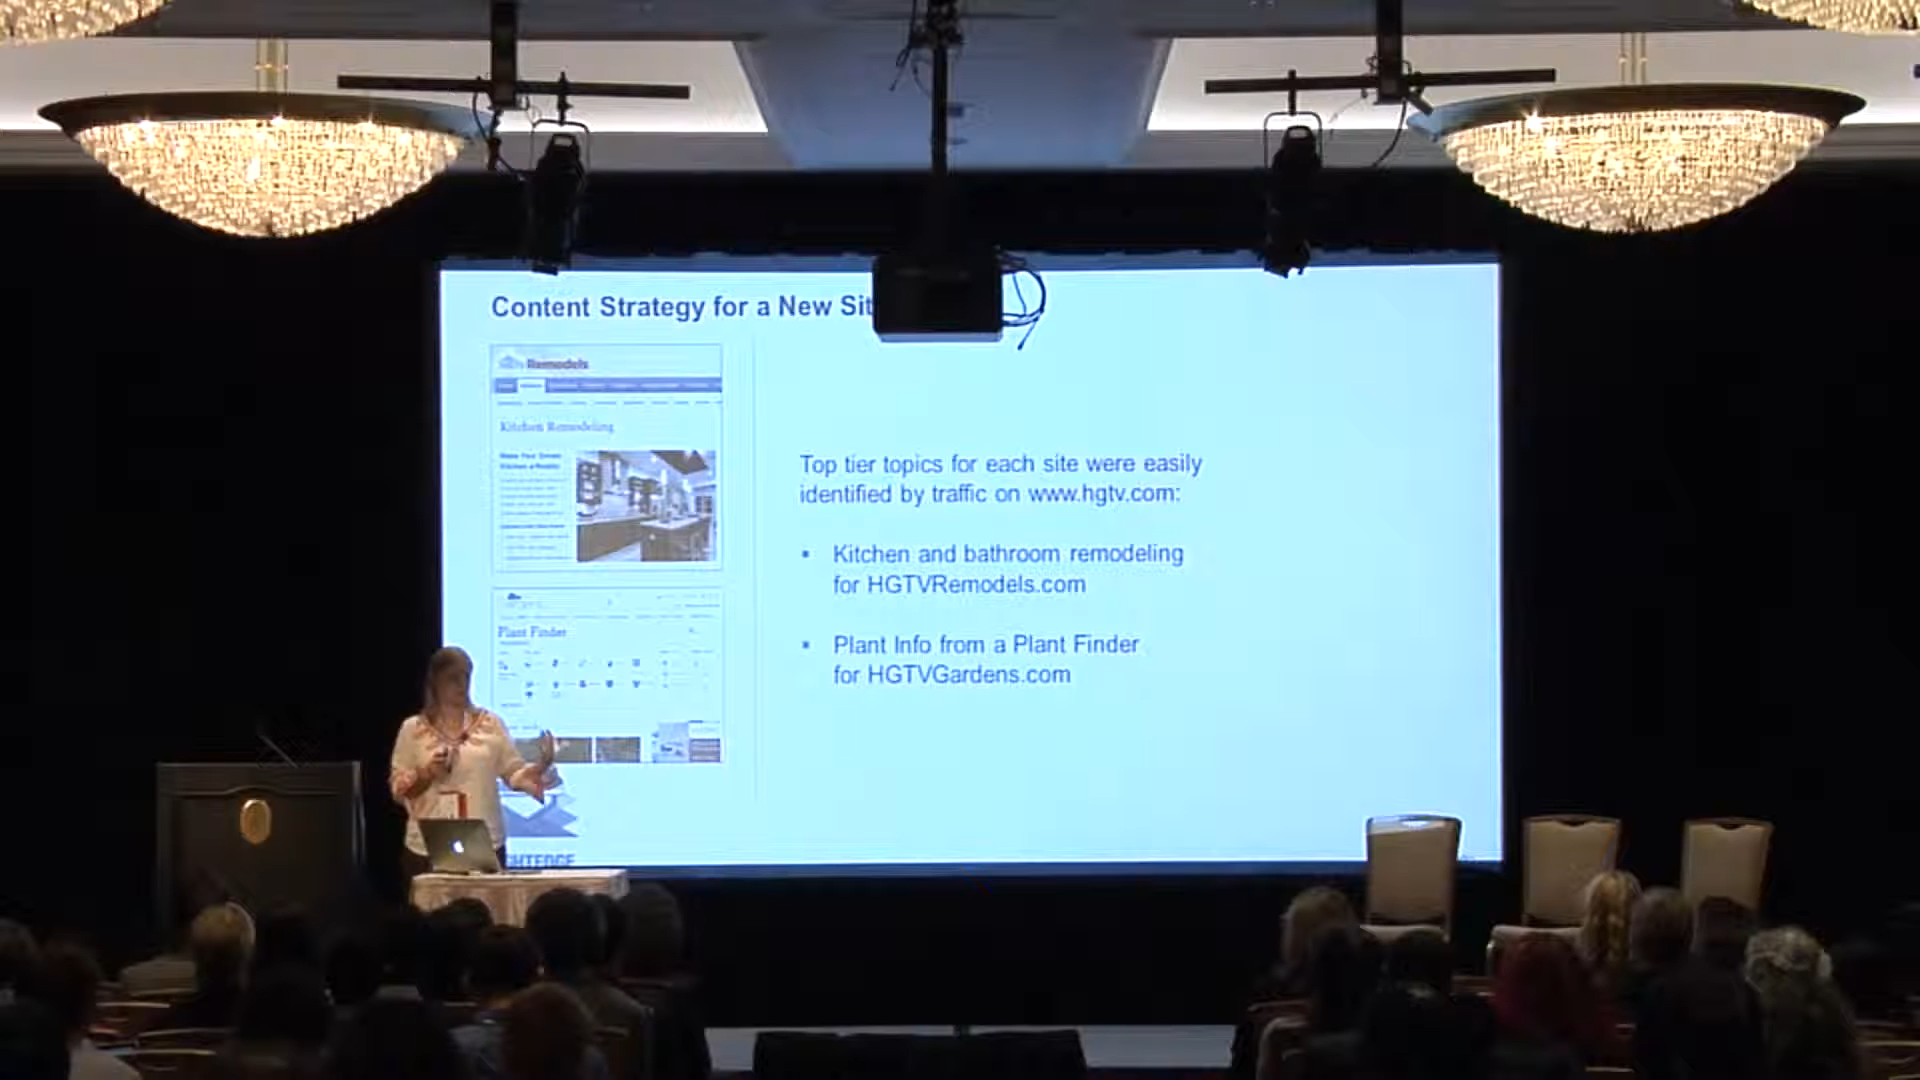 Content Strategy for a New Sit
Remodels
Kitchen Remodeling
Top tier topics for each site were easily
identified by traffic on www.hgtv.com:
▪ Kitchen and bathroom remodeling
for HGTVRemodels.com
Plant Finder
▪ Plant Info from a Plant Finder
for HGTVGardens.com
GHTEDGE